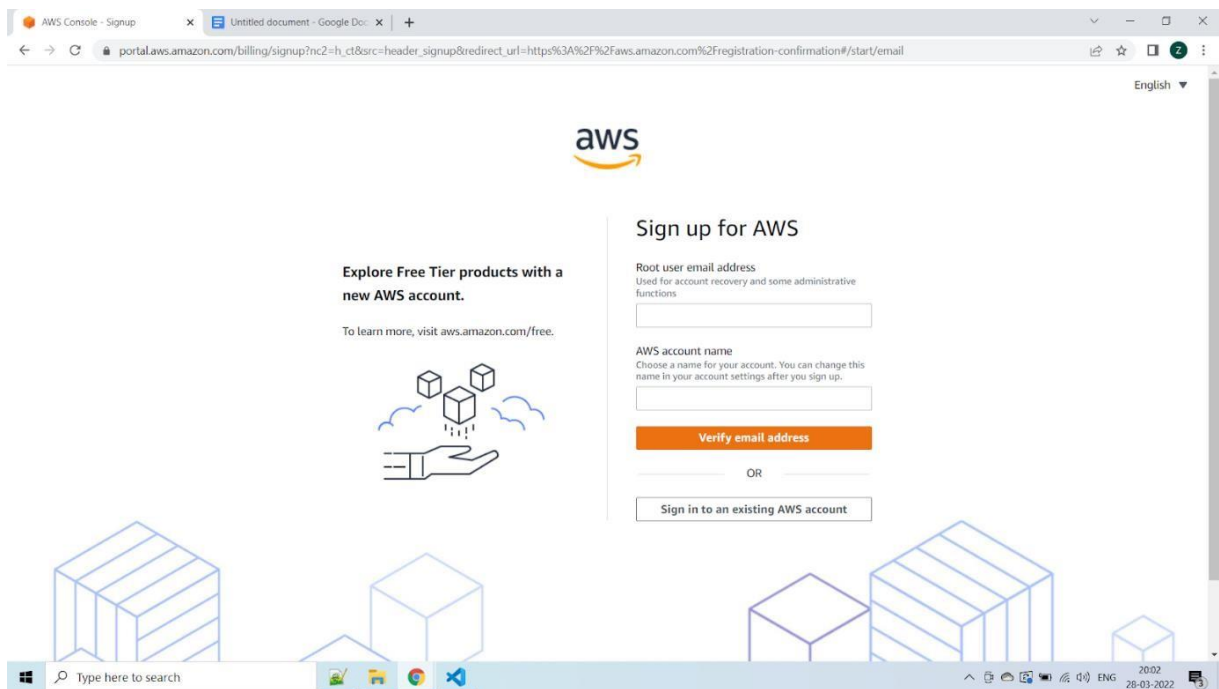 AWS Console - Signup
Untitled document - Google Doc
portal.aws.amazon.com/billing/signup?nc2=h_ct&src=header_signup&redirect_url=https%3A%2F%2Faws.amazon.com%2Fregistration-confirmation#/start/email
Z
English
aws
Explore Free Tier products with a
new AWS account.
To learn more, visit aws.amazon.com/free.
Sign up for AWS
Root user email address
Used for account recovery and some administrative
functions
AWS account name
Choose a name for your account. You can change this
name in your account settings after you sign up.
Verify email address
OR
Sign in to an existing AWS account
Type here to search
ENG
20:02
28-03-2022
3